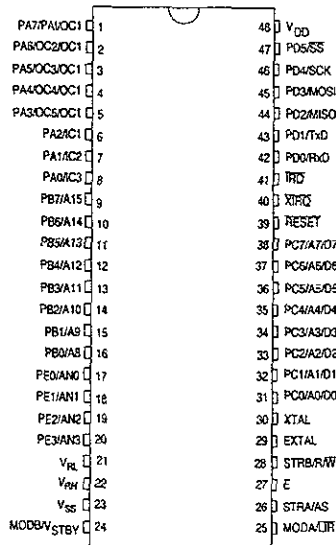 PA7/PAI/OC1 1
PA6/OC2/OC1 2
PA5/OC3/OC1 3
PA4/OC4/OC1 4
PA3/OC5/OC1 5
PA2/IC1 6
PA1/IC2 7
PA0/IC3 8
PB7/A15 9
PB6/A14 10
PB5/A13 11
PB4/A12 12
PB3/A11 13
PB2/A10 14
PB1/A9 15
PB0/A8 16
PE0/AN0 17
PE1/AN1 18
PE2/AN2 19
PE3/AN3 20
VRL 21
VRH 22
VSS 23
MODB/VSTBY 24
48 VDD
47 PD5/SS
46 PD4/SCK
45 PD3/MOSI
44 PD2/MISO
43 PD1/TxD
42 PD0/RxD
41 IRQ
40 XIRQ
39 RESET
38 PC7/A7/D7
37 PC6/A6/D6
36 PC5/A5/D5
35 PC4/A4/D4
34 PC3/A3/D3
33 PC2/A2/D2
32 PC1/A1/D1
31 PC0/A0/D0
30 XTAL
29 EXTAL
28 STRB/R/W
27 E
26 STRA/AS
25 MODA/LIR